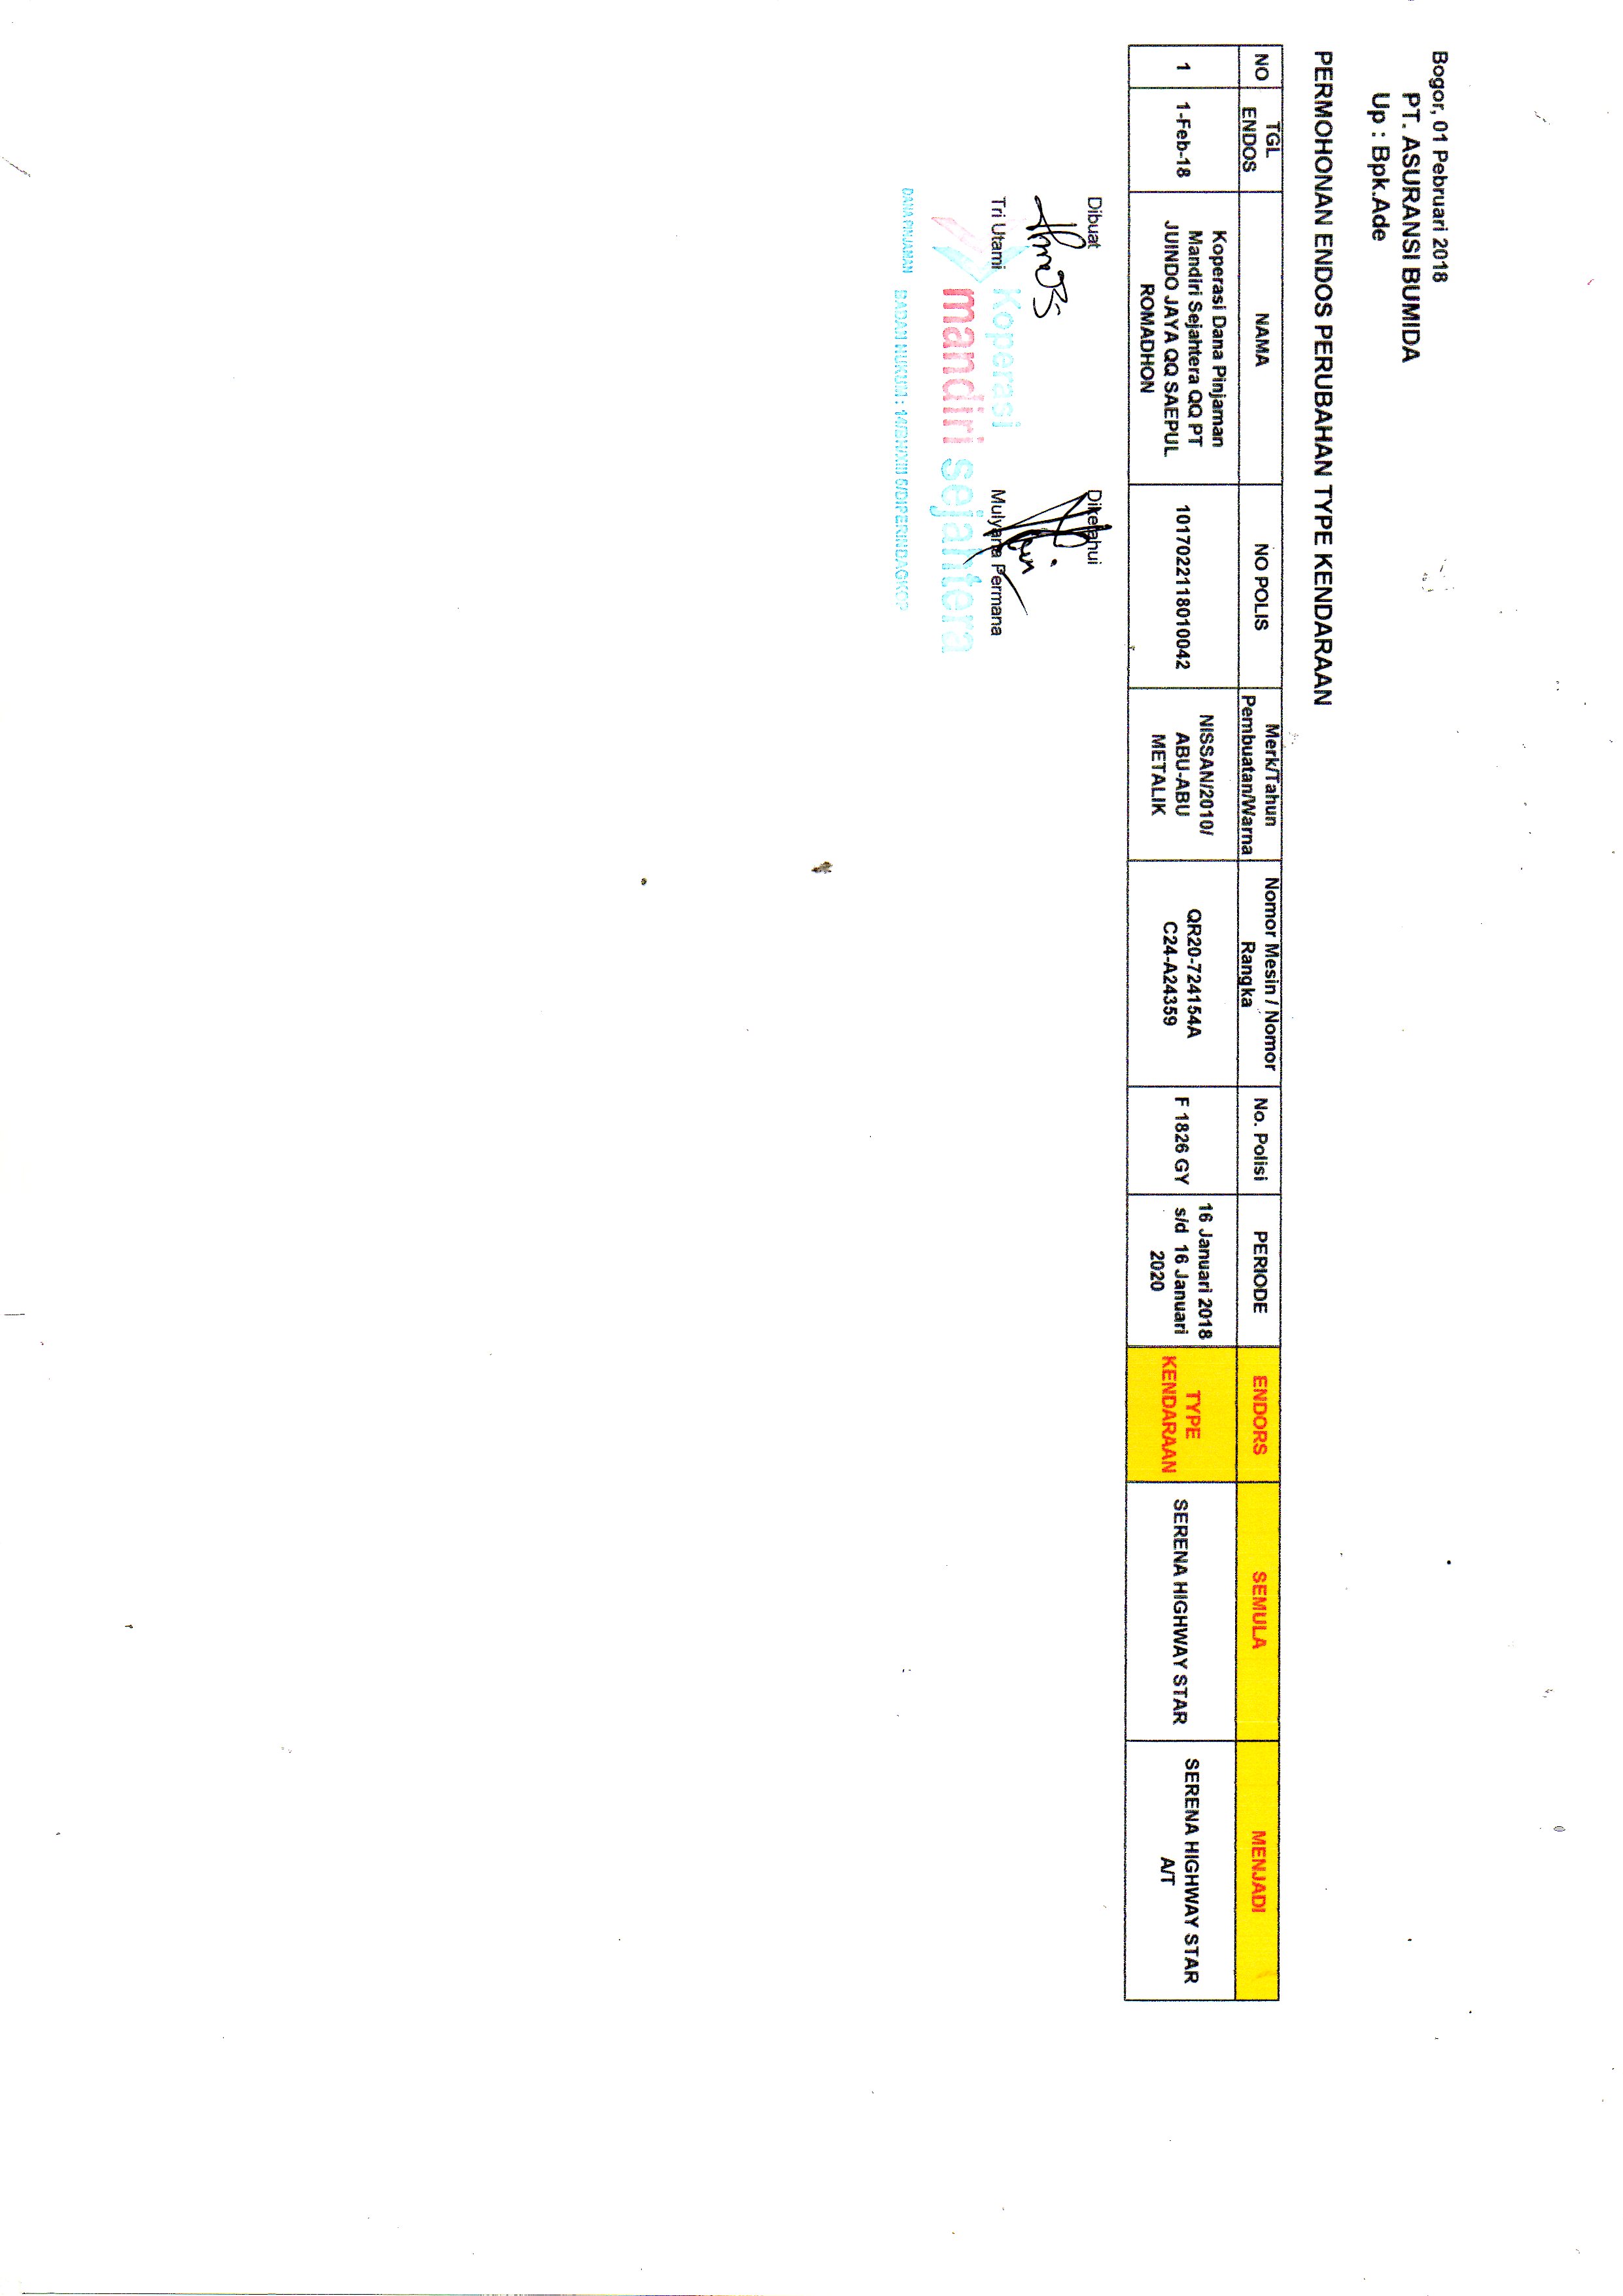 Bogor, 01 Pebruari 2018
PT. ASURANSI BUMIDA
Up : Bpk.Ade
PERMOHONAN ENDOS PERUBAHAN TYPE KENDARAAN
NO
TGL
ENDOS
NAMA
NO POLIS
Merk/Tahun
Pembuatan/Warna
Nomor Mesin / Nomor
Rangka
No. Polisi
PERIODE
ENDORS
SEMULA
MENJADI
1
1-Feb-18
Koperasi Dana Pinjaman
Mandiri Sejahtera QQ PT
JUINDO JAYA QQ SAEPUL
ROMADHON
1017022118010042
NISSAN/2010/
ABU-ABU
METALIK
QR20-724154A
C24-A24359
F 1826 GY
16 Januari 2018
s/d 16 Januari
2020
TYPE
KENDARAAN
SERENA HIGHWAY STAR
SERENA HIGHWAY STAR
A/T
Dibuat
Diketahui
Tri Utami
Mulyana Permana
Koperasi
mandiri sejahtera
DANA PINJAMAN
BADAN HUKUM :